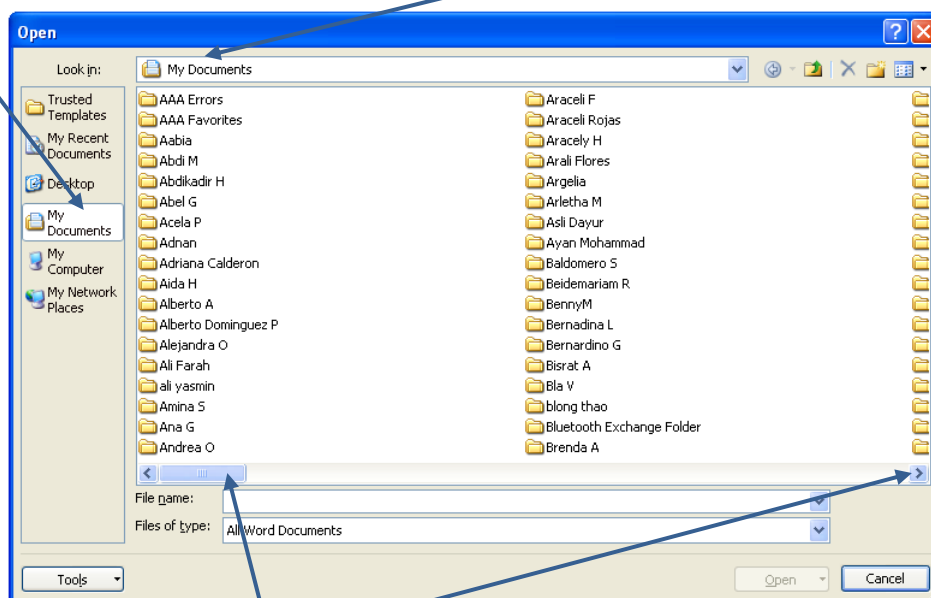 Open
Look in:
My Documents
Trusted
Templates
My Recent
Documents
Desktop
My
Documents
My
Computer
My Network
Places
AAA Errors
AAA Favorites
Aabia
Abdi M
Abdikadir H
Abel G
Acela P
Adnan
Adriana Calderon
Aida H
Alberto A
Alberto Dominguez P
Alejandra O
Ali Farah
ali yasmin
Amina S
Ana G
Andrea O
Araceli F
Araceli Rojas
Aracely H
Arali Flores
Argelia
Arletha M
Asli Dayur
Ayan Mohammad
Baldomero S
Beidemariam R
BennyM
Bernadina L
Bernardino G
Bisrat A
Bla V
blong thao
Bluetooth Exchange Folder
Brenda A
File name:
Files of type:
All Word Documents
Tools
Open
Cancel